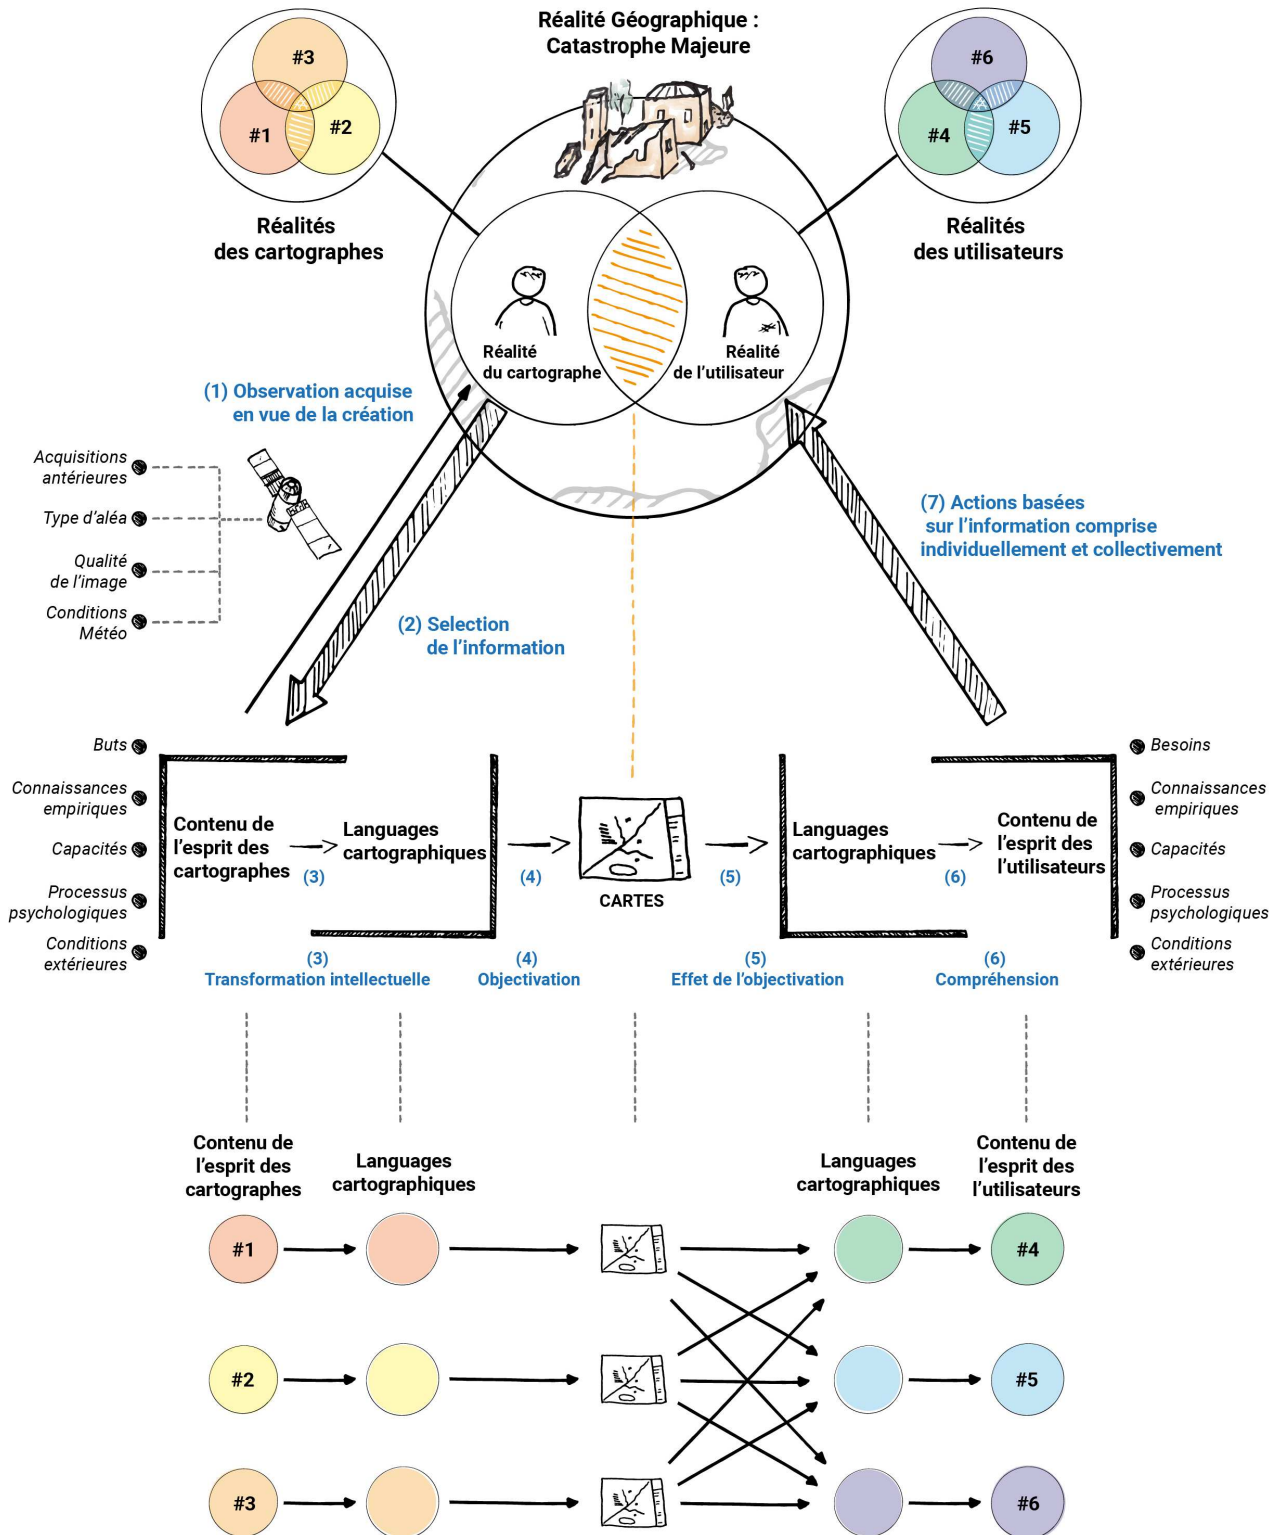 Réalité Géographique :
Catastrophe Majeure
#3
#1
#2
Réalités
des cartographes
#6
#4
#5
Réalités
des utilisateurs
Réalité
du cartographe
Réalité
de l'utilisateur
(1) Observation acquise
en vue de la création
Acquisitions
antérieures
Type d'aléa
Qualité
de l'image
Conditions
Météo
(2) Selection
de l'information
(7) Actions basées
sur l'information comprise
individuellement et collectivement
Buts
Connaissances
empiriques
Capacités
Processus
psychologiques
Conditions
extérieures
Contenu de
l'esprit des
cartographes
(3)
Languages
cartographiques
(4)
CARTES
(5)
Languages
cartographiques
(6)
Contenu de
l'esprit des
l'utilisateurs
Besoins
Connaissances
empiriques
Capacités
Processus
psychologiques
Conditions
extérieures
(3)
Transformation intellectuelle
(4)
Objectivation
(5)
Effet de l'objectivation
(6)
Compréhension
Contenu de
l'esprit des
cartographes
Languages
cartographiques
Languages
cartographiques
Contenu de
l'esprit des
l'utilisateurs
#1
#4
#2
#5
#3
#6